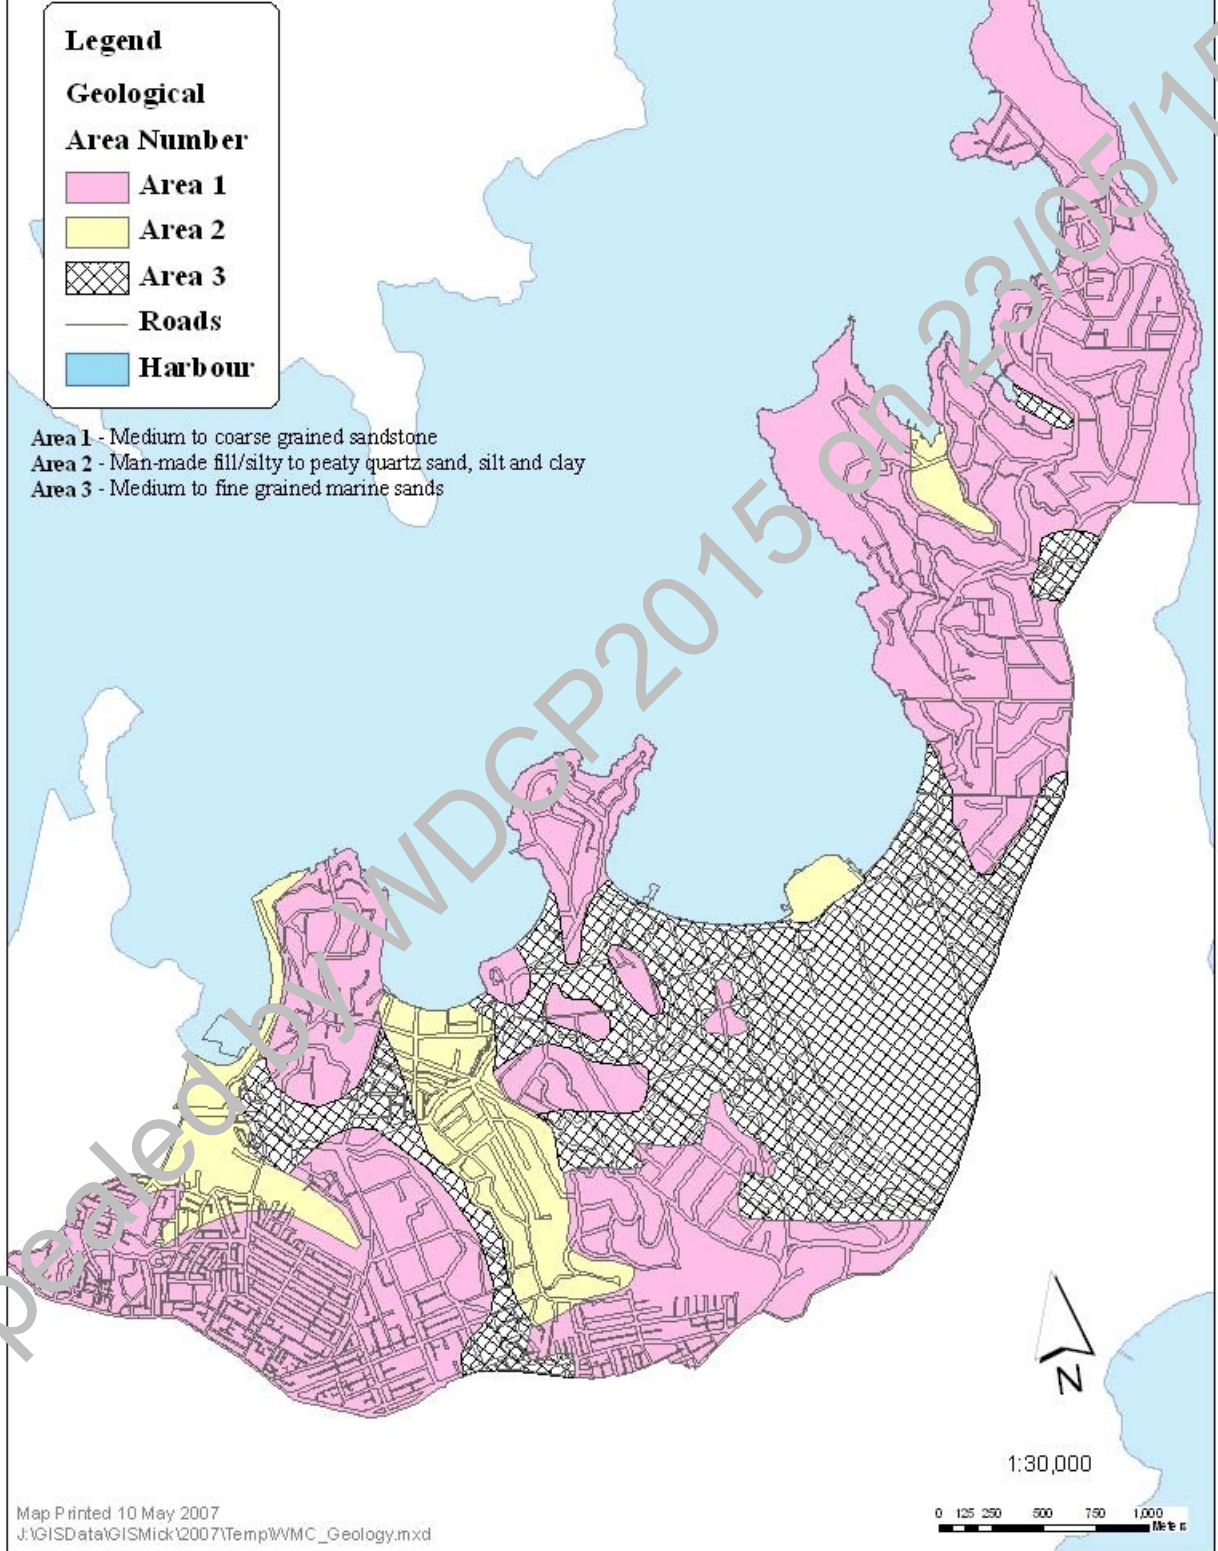 Legend
Geological
Area Number
Area 1
Area 2
Area 3
Roads
Harbour
Area 1 - Medium to coarse grained sandstone
Area 2 - Man-made fill/silty to peaty quartz sand, silt and clay
Area 3 - Medium to fine grained marine sands
pealed by WDCP2015 on 23/05/15
N
1:30,000
0 125 250 500 750 1,000
Meters
Map Printed 10 May 2007
J:\GISData\GISMick\2007\Temp\WMC_Geology.mxd